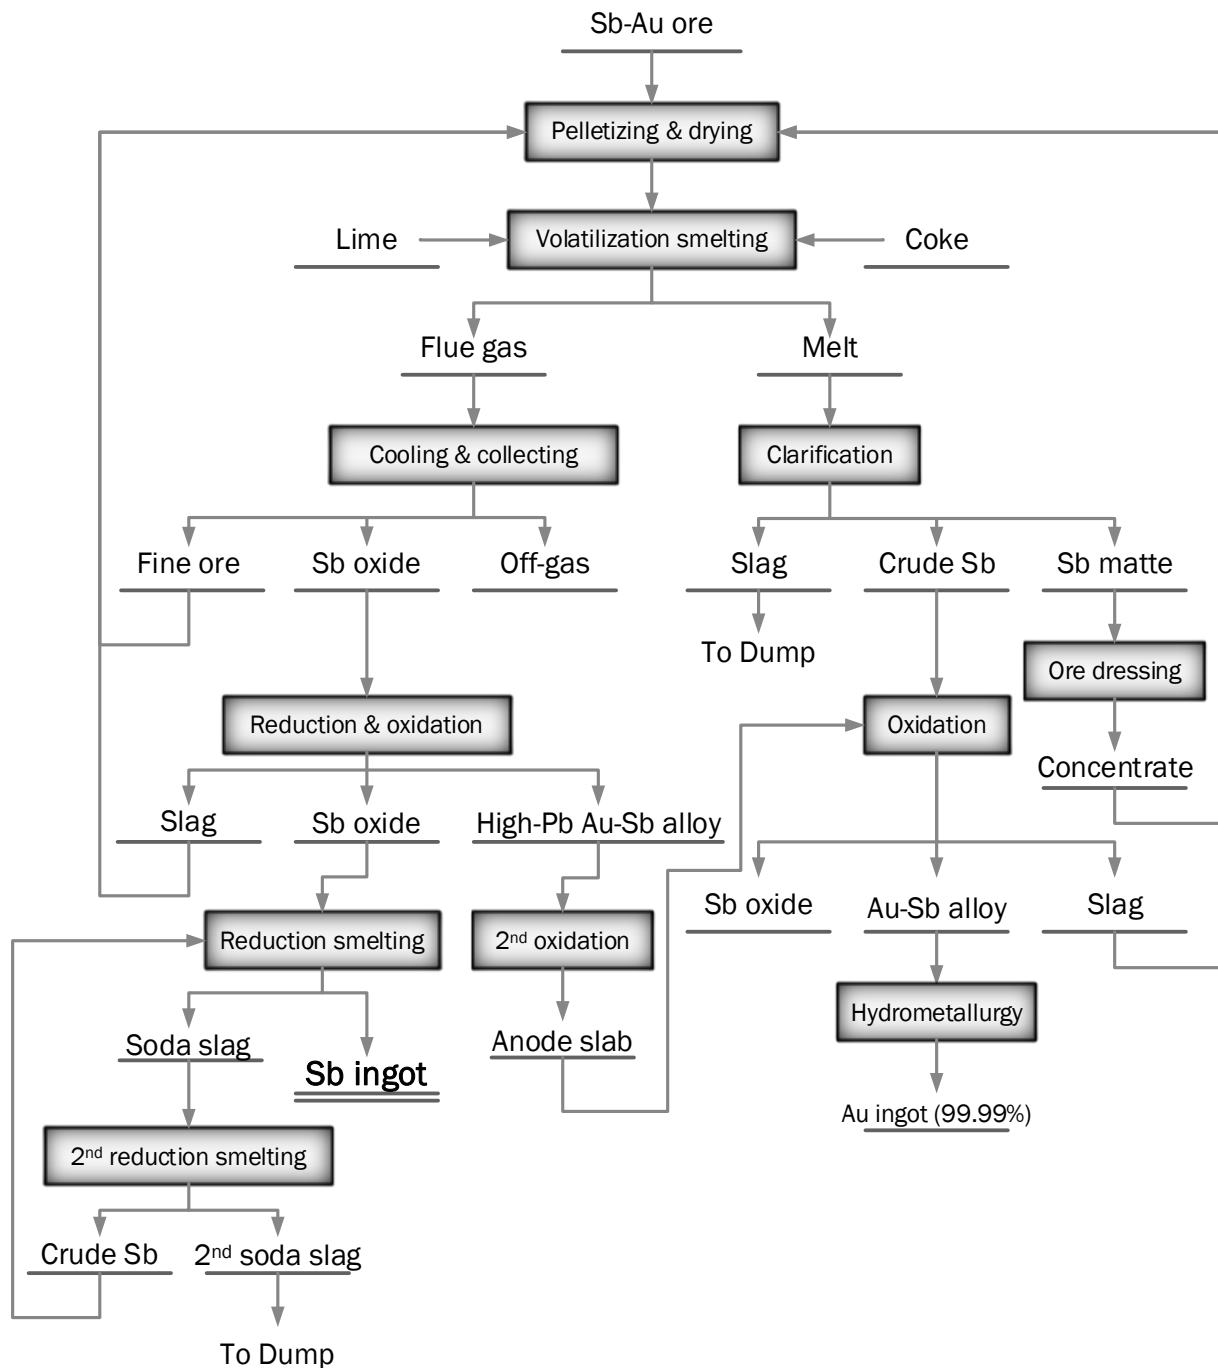 Sb-Au ore
Pelletizing & drying
Lime
Volatilization smelting
Coke
Flue gas
Melt
Cooling & collecting
Clarification
Fine ore
Sb oxide
Off-gas
Slag
Crude Sb
Sb matte
To Dump
Ore dressing
Reduction & oxidation
Oxidation
Concentrate
Slag
Sb oxide
High-Pb Au-Sb alloy
Sb oxide
Au-Sb alloy
Slag
Reduction smelting
2nd oxidation
Hydrometallurgy
Soda slag
Sb ingot
Anode slab
Au ingot (99.99%)
2nd reduction smelting
Crude Sb
2nd soda slag
To Dump